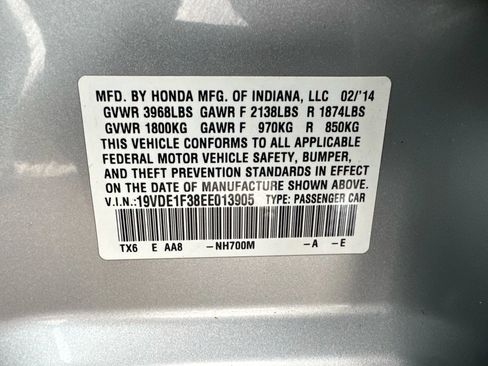 MFD. BY HONDA MFG. OF INDIANA, LLC 02/'14
GVWR 3968LBS GAWR F 2138LBS R 1874LBS
GVWR 1800KG GAWR F 970KG R 850KG
THIS VEHICLE CONFORMS TO ALL APPLICABLE
FEDERAL MOTOR VEHICLE SAFETY, BUMPER,
AND THEFT PREVENTION STANDARDS IN EFFECT
ON THE DATE OF MANUFACTURE SHOWN ABOVE.
V.I.N.:19VDE1F38EE013905 TYPE: PASSENGER CAR
TX6 E AA8 -NH700M -A -E